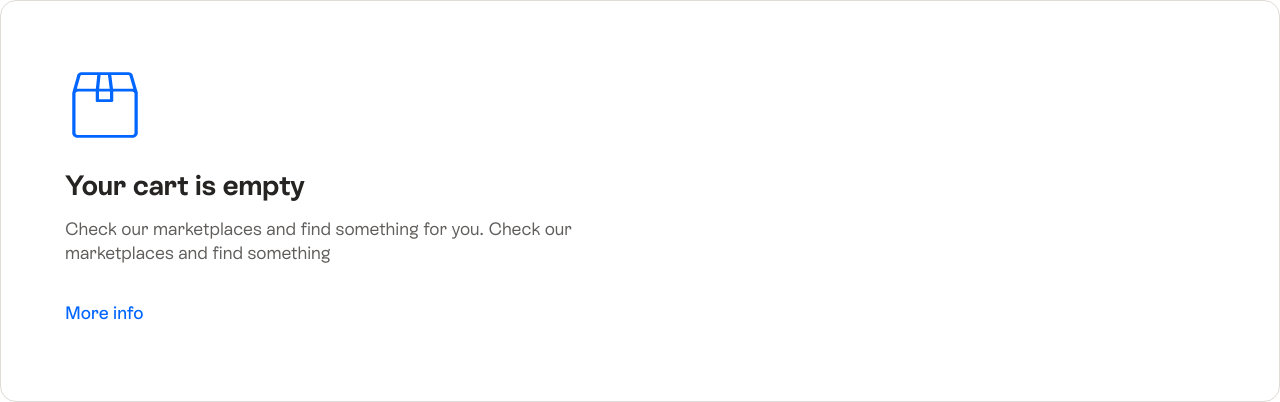 Your cart is empty
Check our marketplaces and find something for you. Check our
marketplaces and find something
More info